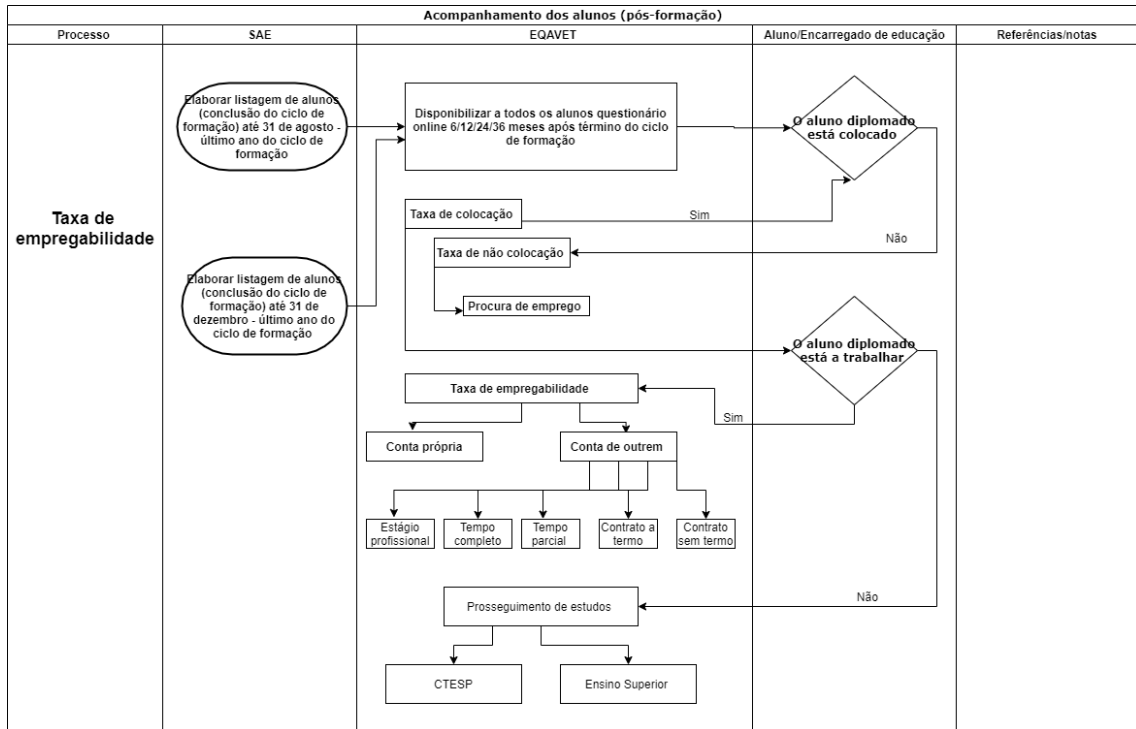 Acompanhamento dos alunos (pós-formação)
Processo
SAE
EQAVET
Aluno/Encarregado de educação
Referências/notas
Taxa de
empregabilidade
Elaborar listagem de alunos
(conclusão do ciclo de
formação) até 31 de agosto -
último ano do ciclo de
formação
Disponibilizar a todos os alunos questionário
online 6/12/24/36 meses após término do ciclo
de formação
O aluno diplomado
está colocado
Taxa de colocação
Sim
Não
Taxa de não colocação
Procura de emprego
Elaborar listagem de alunos
(conclusão do ciclo de
formação) até 31 de
dezembro - último ano do
ciclo de formação
O aluno diplomado
está a trabalhar
Taxa de empregabilidade
Sim
Conta própria
Conta de outrem
Estágio
profissional
Tempo
completo
Tempo
parcial
Contrato a
termo
Contrato
sem termo
Prosseguimento de estudos
Não
CTESP
Ensino Superior